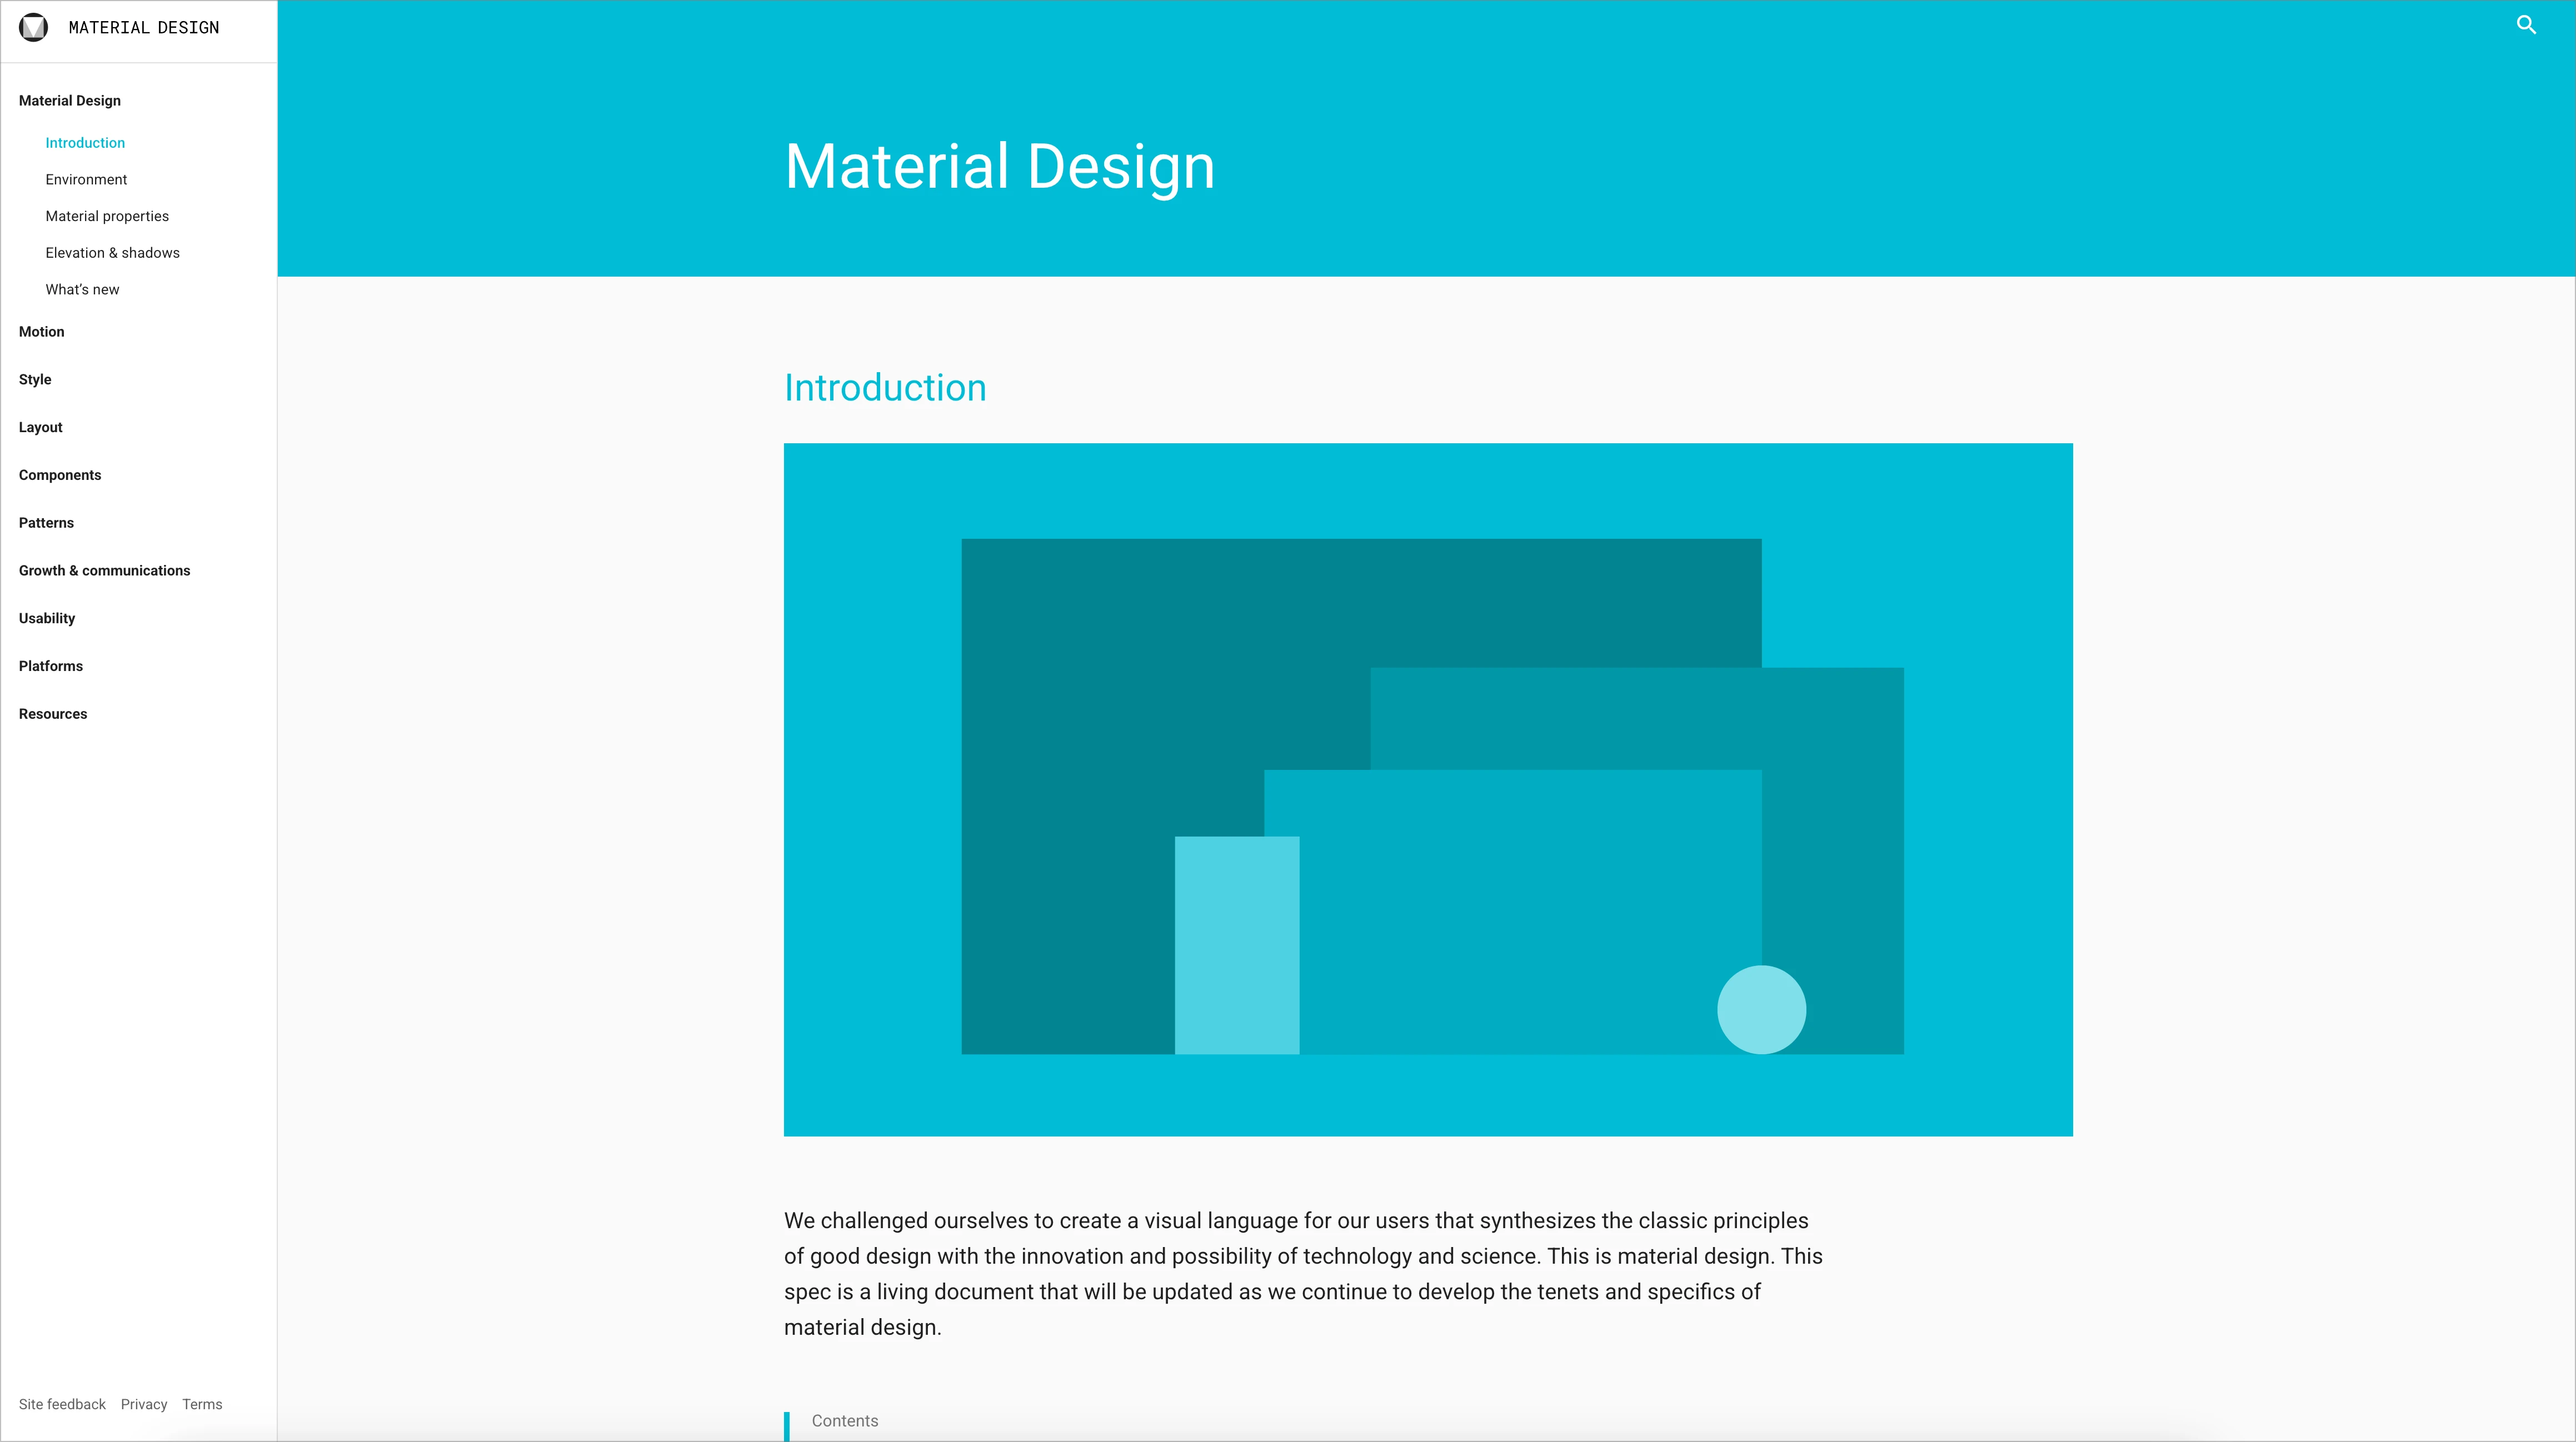 MATERIAL DESIGN
Material Design
Introduction
Environment
Material properties
Elevation & shadows
What’s new
Motion
Style
Layout
Components
Patterns
Growth & communications
Usability
Platforms
Resources
Site feedback Privacy Terms
Material Design
Introduction
We challenged ourselves to create a visual language for our users that synthesizes the classic principles
of good design with the innovation and possibility of technology and science. This is material design. This
spec is a living document that will be updated as we continue to develop the tenets and specifics of
material design.
Contents